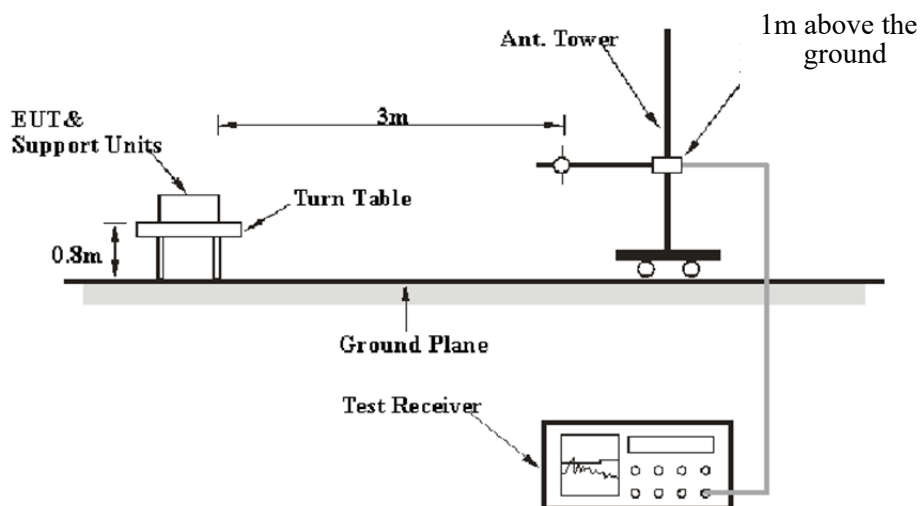 1m above the
ground
Ant. Tower
3m
EUT&
Support Units
Turn Table
0.8m
Ground Plane
Test Receiver